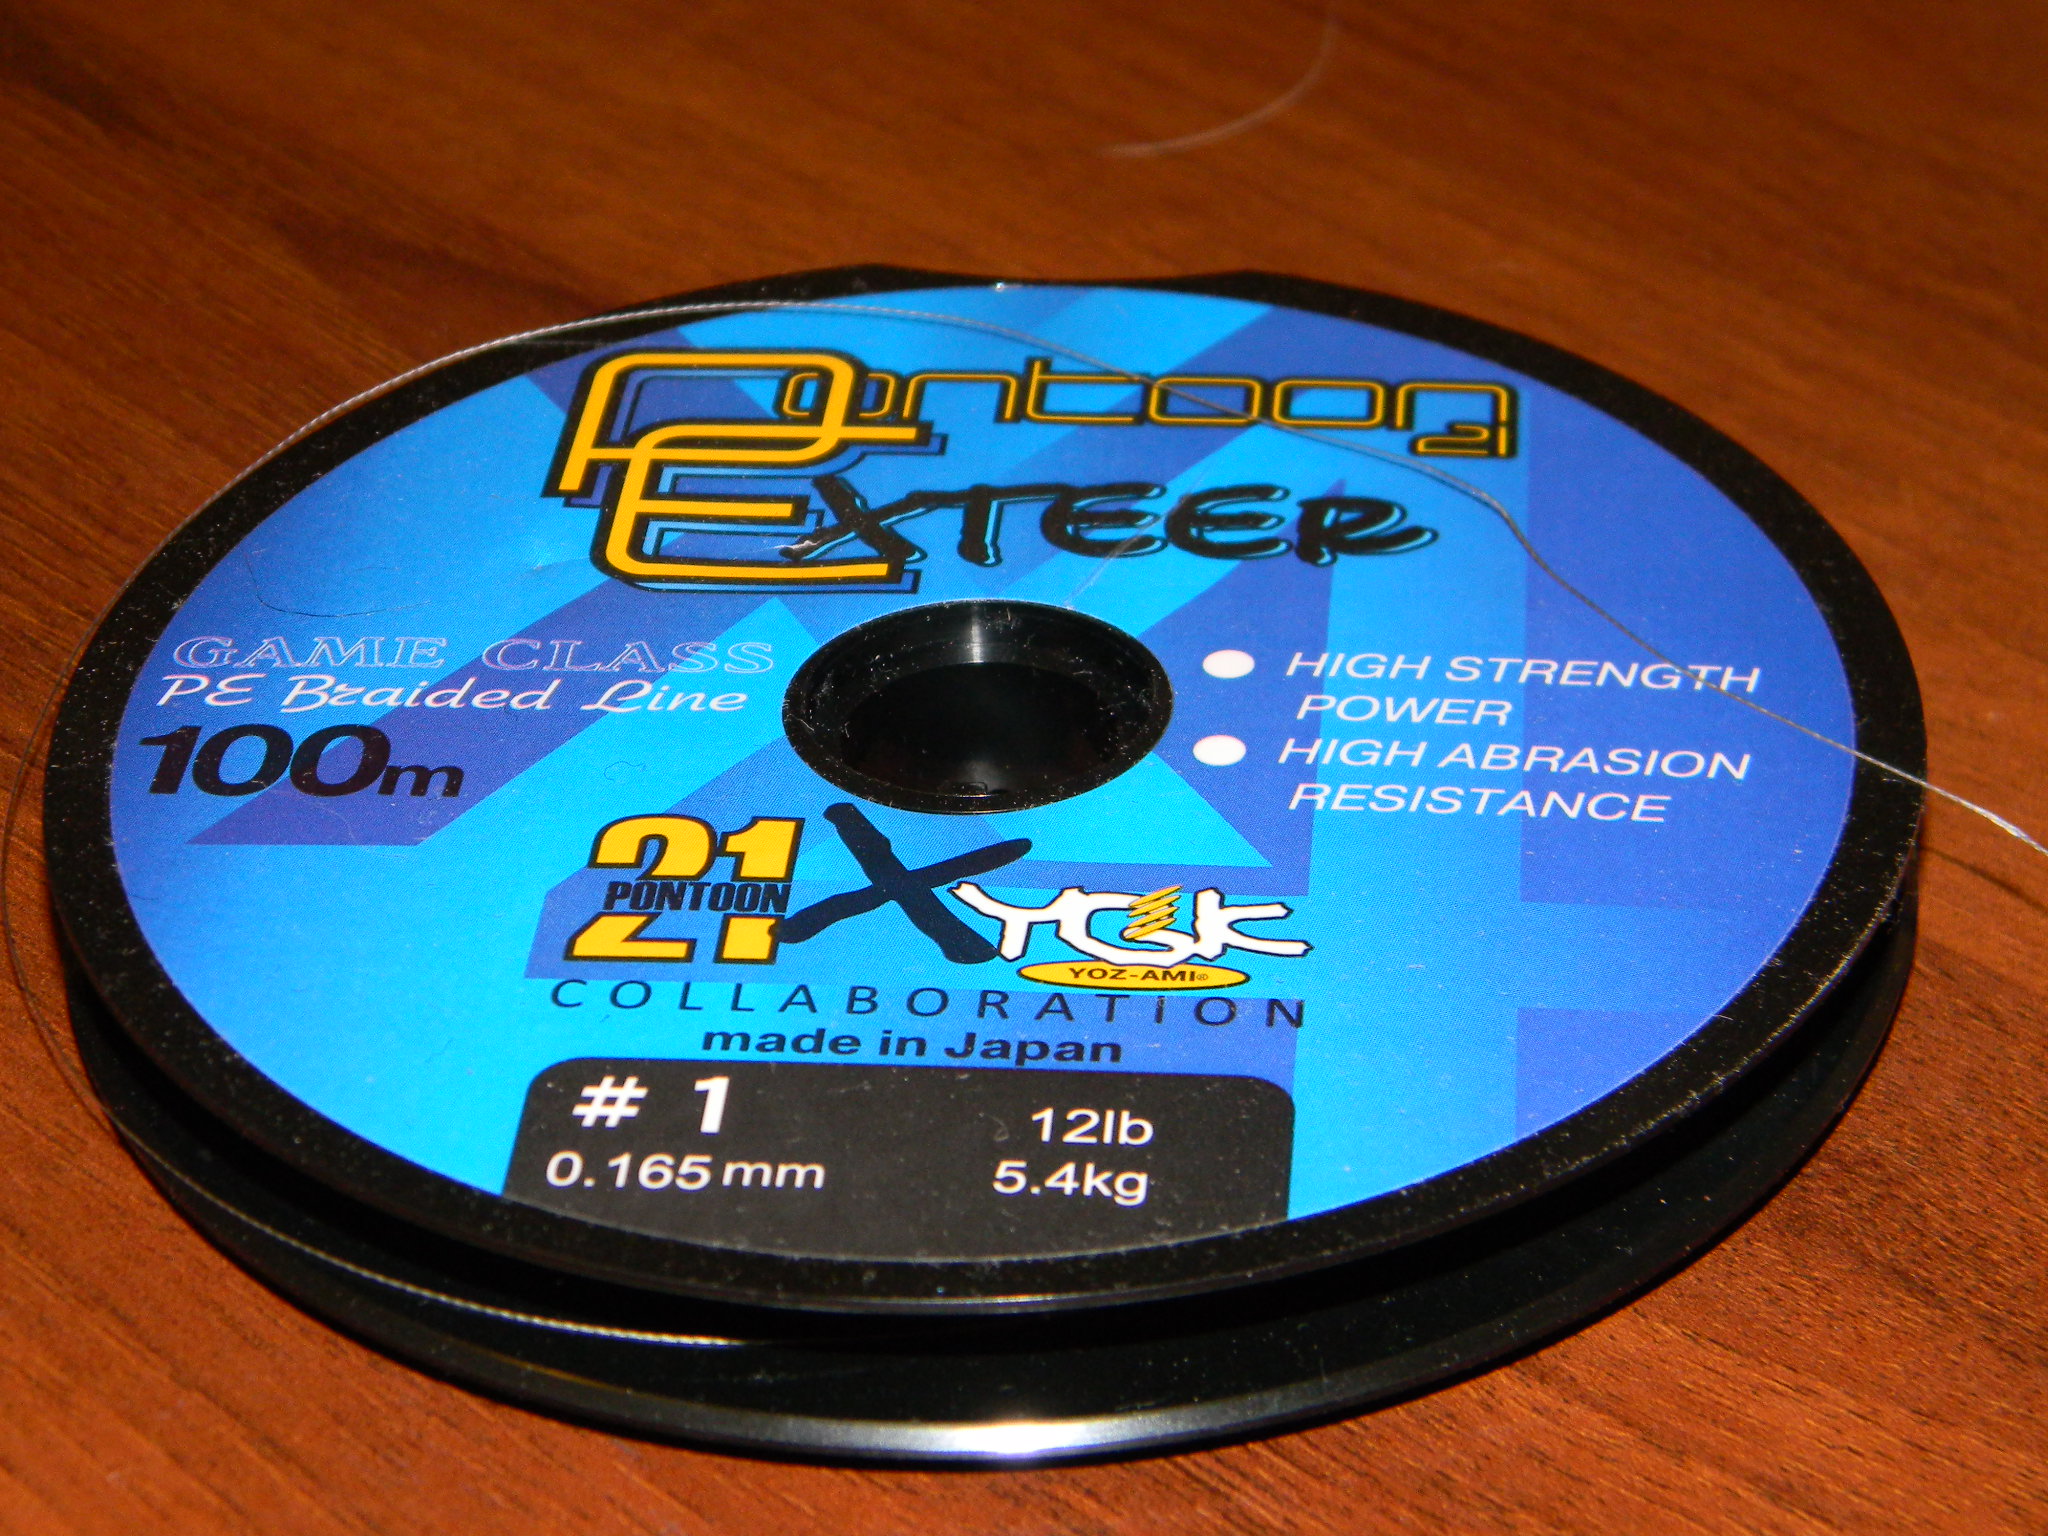 Pontoon 21
EXTEER
GAME CLASS
PE Braided Line
100m
● HIGH STRENGTH
POWER
● HIGH ABRASION
RESISTANCE
21
PONTOON
X
YGK
YOZ-AMI®
COLLABORATION
made in Japan
# 1
12lb
0.165mm
5.4kg